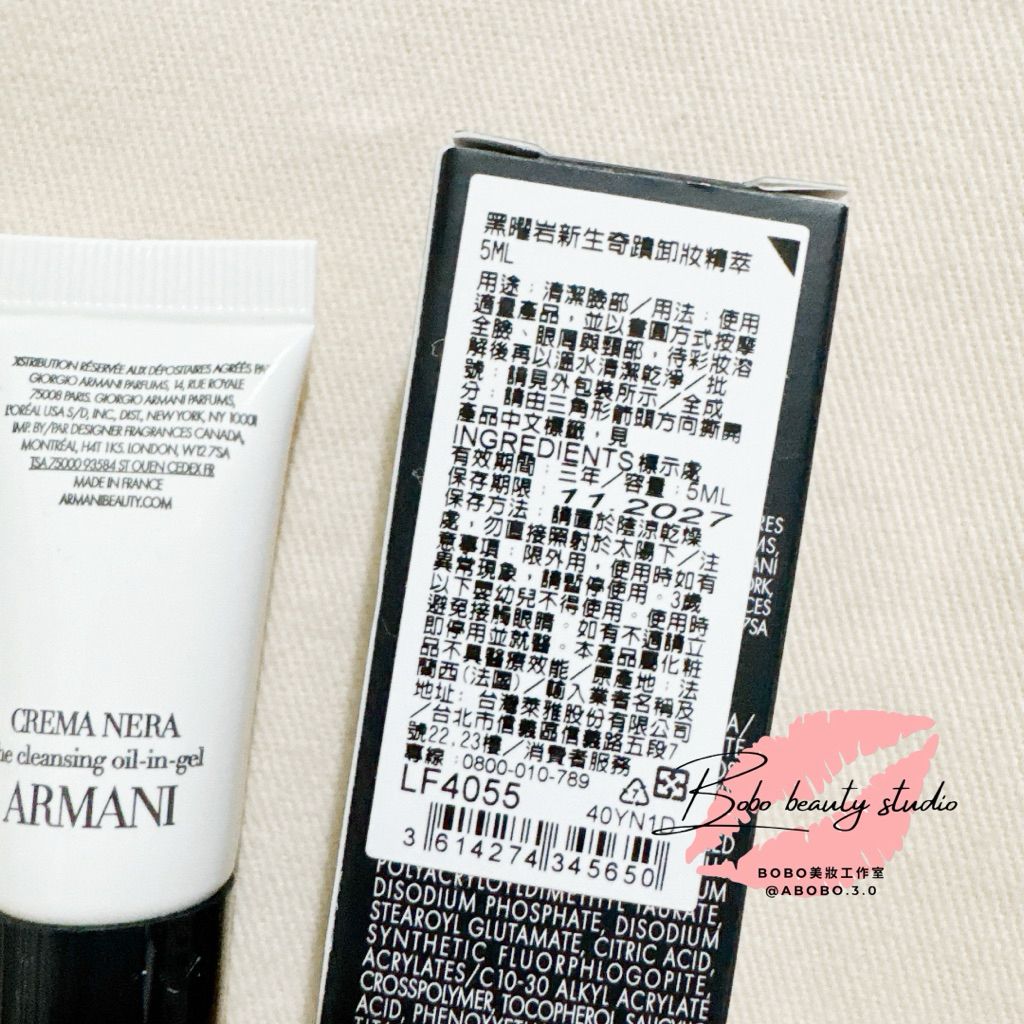 DISTRIBUTION RÉSERVÉE AUX DÉPOSITAIRES AGRÉÉS PAR
GIORGIO ARMANI PARFUMS, 14, RUE ROYALE
75008 PARIS. GIORGIO ARMANI PARFUMS,
L'ORÉAL USA S/D, INC, DIST, NEW YORK, NY 10001
IMP. BY/PAR DESIGNER FRAGRANCES CANADA,
MONTRÉAL, H4T 1K5. LONDON, W12 7SA
TSA 75000 93584 ST OUEN CEDEX FR
MADE IN FRANCE
ARMANIBEAUTY.COM
CREMA NERA
he cleansing oil-in-gel
ARMANI
黑曜岩新生奇蹟卸妝精萃
5ML
用途：清潔臉部／用法：使用
適量產品，並以畫圓方式按摩
全臉、眼周與頸部，待彩妝溶
解後，再以溫水清潔乾淨／批
號：請見外包裝所示／全成
分：請由三角形箭頭方向撕開
產品中文標籤，見
INGREDIENTS標示處
有效期間：三年／容量：5ML
保存期限：11 2027
保存方法：請置於陰涼乾燥
處，勿直接照射於太陽下／注
意事項：限外用，使用時如有
異常現象，請暫停使用。3歲
以下嬰幼兒不得使用。使用時
避免接觸眼睛。如有不適請立
即停用並就醫。本產品屬化粧
品不具醫療效能／原產地：法
蘭西(法國)／輸入業者名稱及
地址：台灣萊雅股份有限公司
／台北市信義區信義路五段7
號22,23樓／消費者服務
專線：0800-010-789
LF4055
40YN1D
3 614274 345650
RES
MS,
ANI
ORK,
CES
7SA
Bobo beauty studio
BOBO美妝工作室
@ABOBO.3.0
POLYACRYLOYLDIMETHYL TAURATE,
DISODIUM PHOSPHATE, DISODIUM
STEAROYL GLUTAMATE, CITRIC ACID,
SYNTHETIC FLUORPHLOGOPITE,
ACRYLATES/C10-30 ALKYL ACRYLATE
CROSSPOLYMER, TOCOPHEROL, SALICYLIC
ACID,